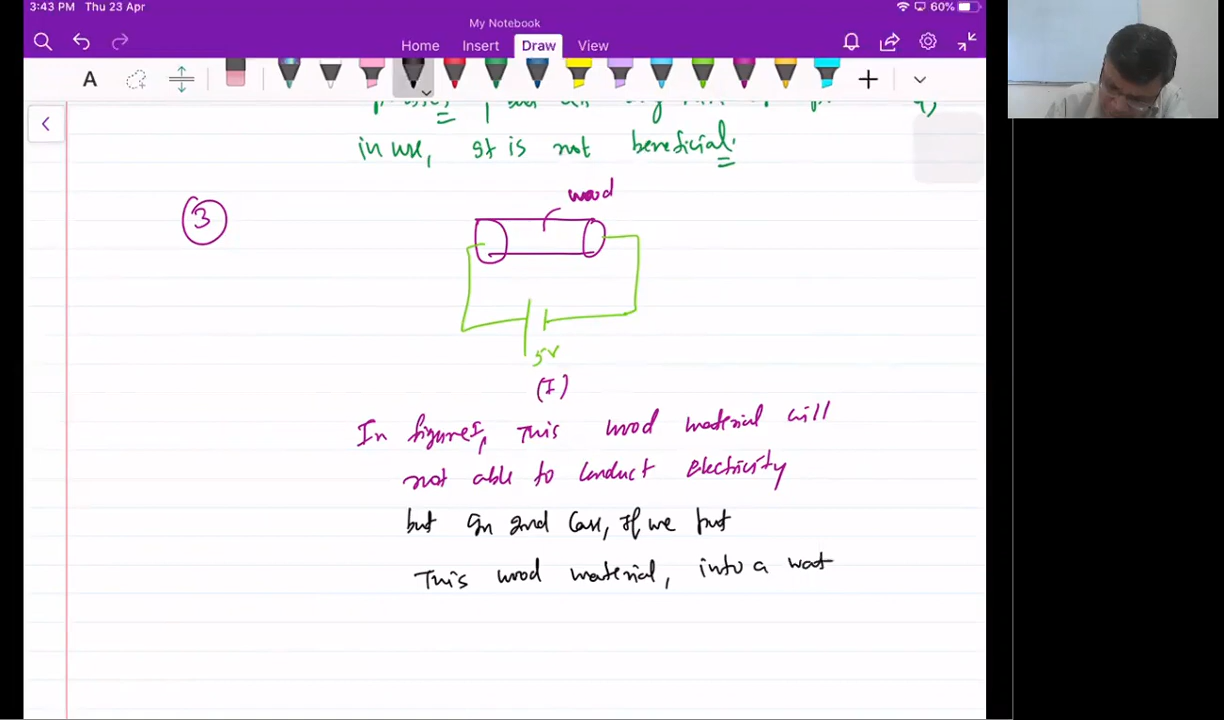 3:43 PM Thu 23 Apr
60%
My Notebook
Home Insert Draw View
A
in use, It is not beneficial.
3
wood
5V
(I)
In figure I, This wood material will
not able to conduct Electricity
but In 2nd Case, If we put
This wood material, into a wat